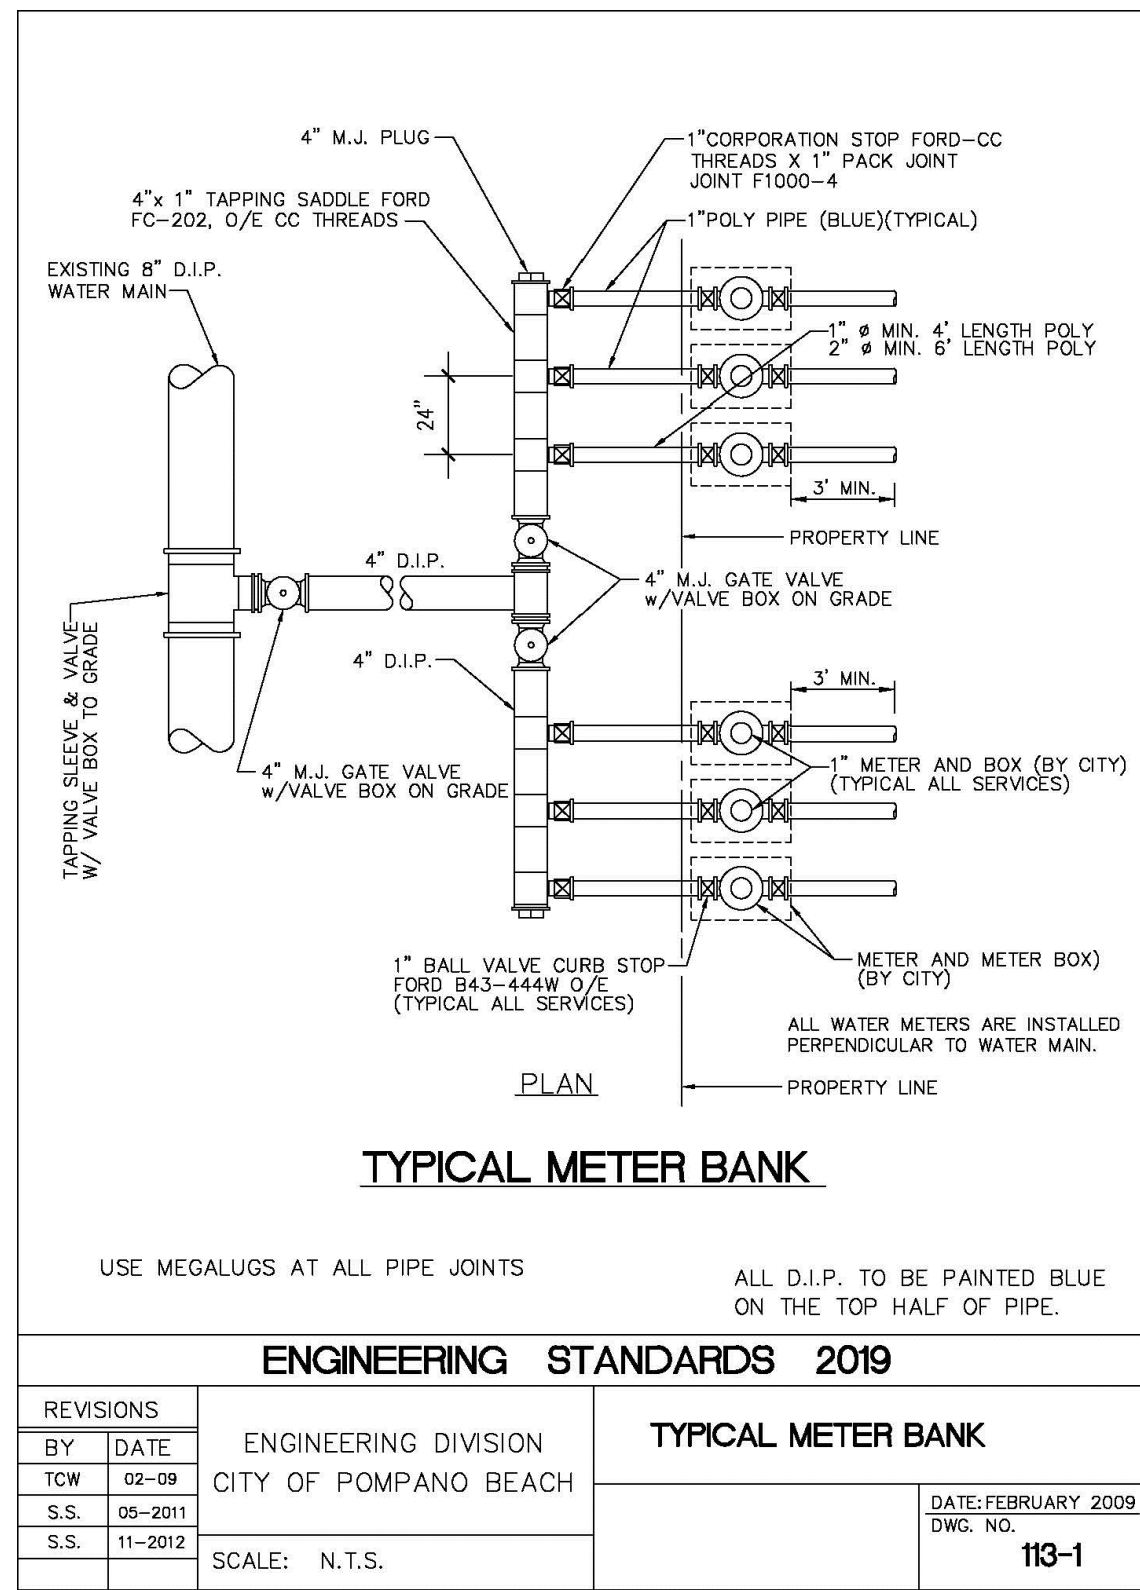 4" M.J. PLUG
1"CORPORATION STOP FORD-CC
THREADS X 1" PACK JOINT
JOINT F1000-4
4"x 1" TAPPING SADDLE FORD
FC-202, O/E CC THREADS
1"POLY PIPE (BLUE)(TYPICAL)
EXISTING 8" D.I.P.
WATER MAIN
1" ø MIN. 4' LENGTH POLY
2" ø MIN. 6' LENGTH POLY
24"
3' MIN.
PROPERTY LINE
4" D.I.P.
4" M.J. GATE VALVE
w/VALVE BOX ON GRADE
TAPPING SLEEVE & VALVE
W/ VALVE BOX TO GRADE
4" D.I.P.
3' MIN.
4" M.J. GATE VALVE
w/VALVE BOX ON GRADE
1" METER AND BOX (BY CITY)
(TYPICAL ALL SERVICES)
1" BALL VALVE CURB STOP
FORD B43-444W O/E
(TYPICAL ALL SERVICES)
METER AND METER BOX)
(BY CITY)
ALL WATER METERS ARE INSTALLED
PERPENDICULAR TO WATER MAIN.
PLAN
PROPERTY LINE
TYPICAL METER BANK
USE MEGALUGS AT ALL PIPE JOINTS
ALL D.I.P. TO BE PAINTED BLUE
ON THE TOP HALF OF PIPE.
ENGINEERING STANDARDS 2019
REVISIONS
BY DATE
TCW 02-09
S.S. 05-2011
S.S. 11-2012
ENGINEERING DIVISION
CITY OF POMPANO BEACH
SCALE: N.T.S.
TYPICAL METER BANK
DATE: FEBRUARY 2009
DWG. NO.
113-1